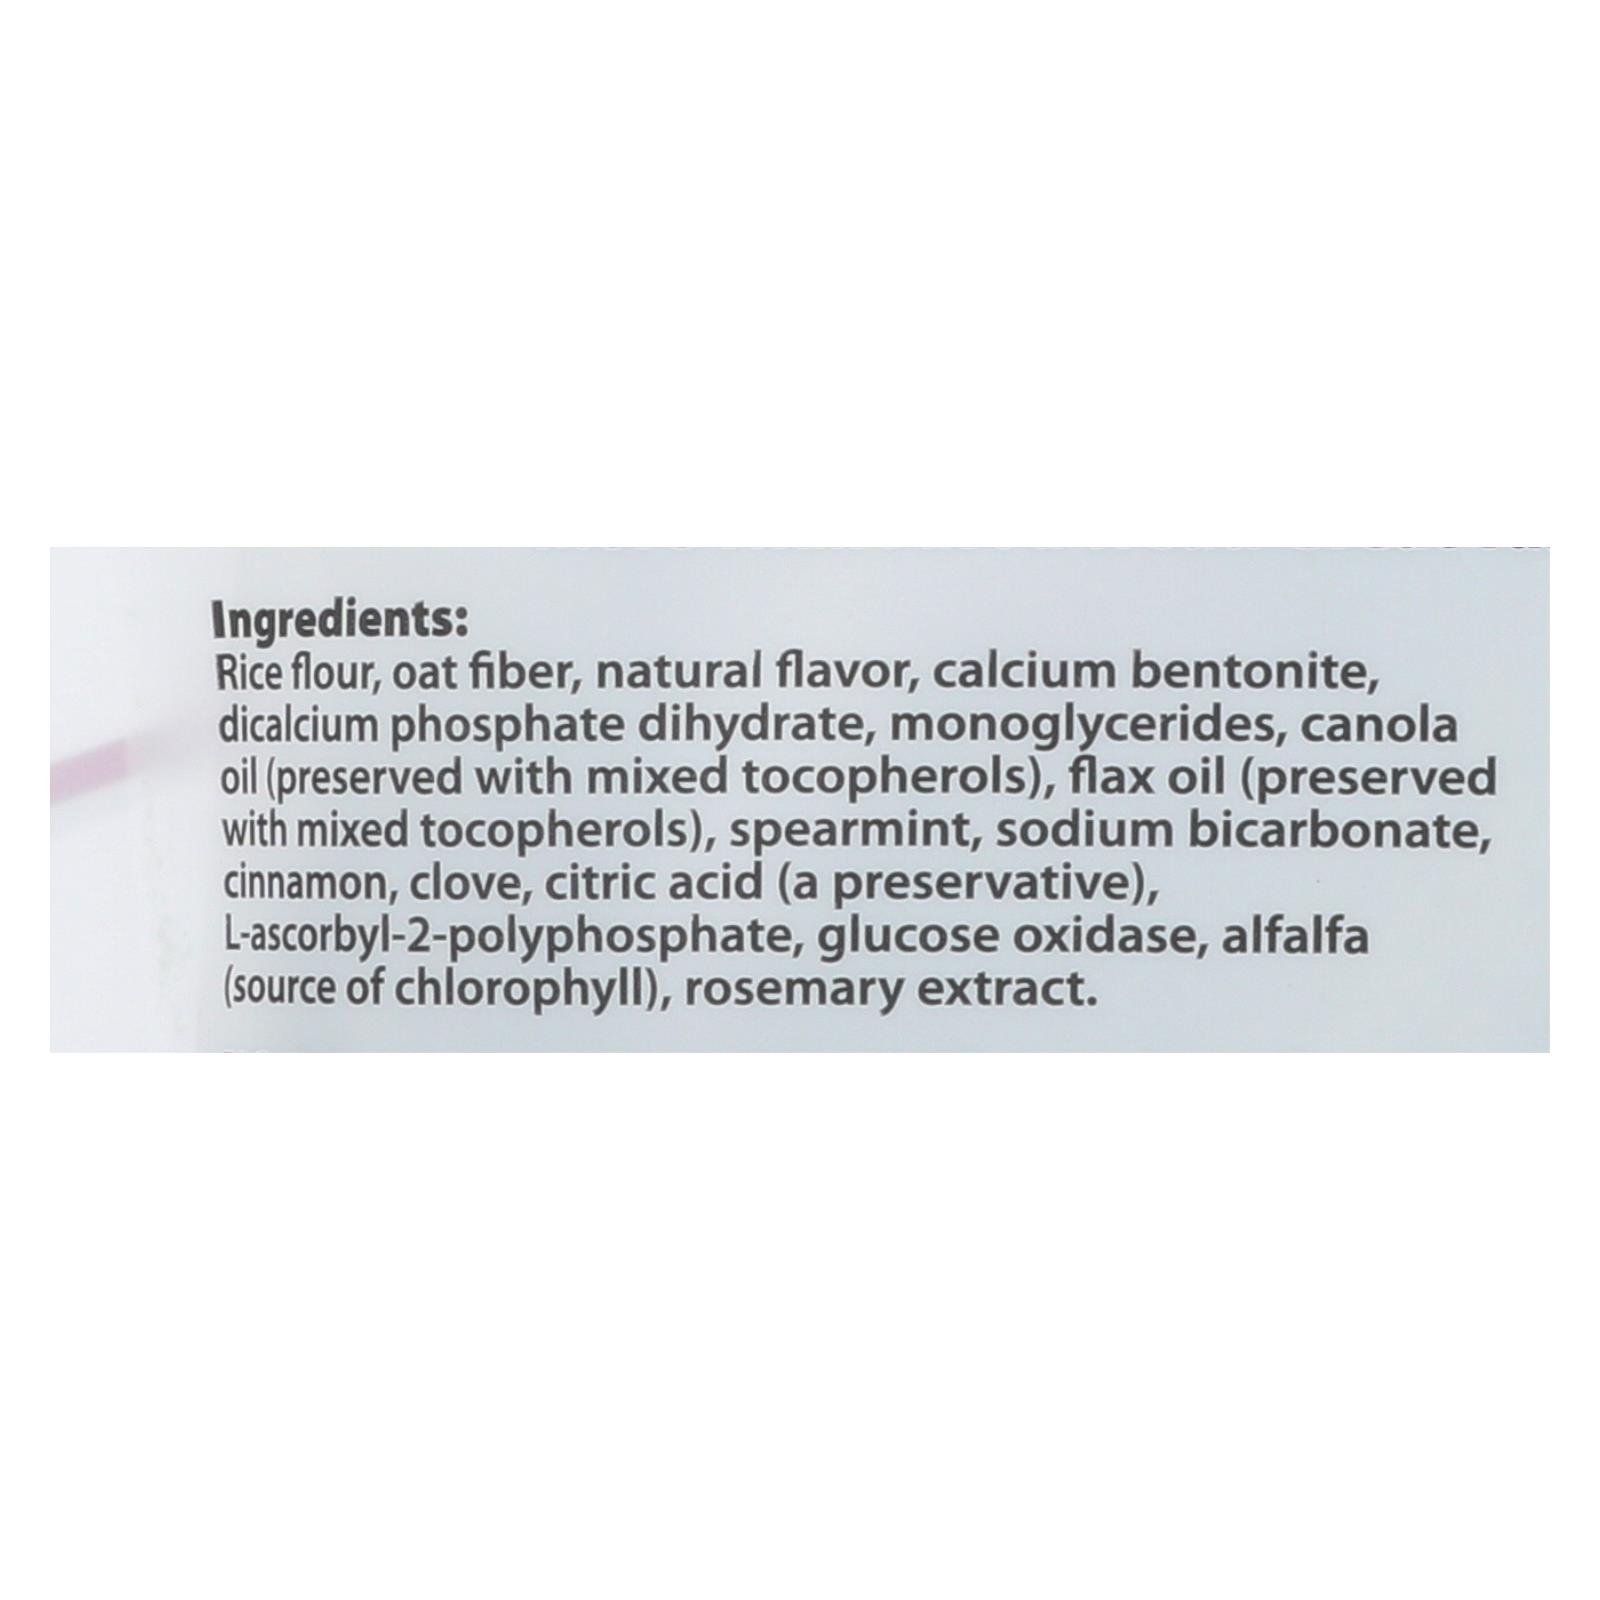 Ingredients:
Rice flour, oat fiber, natural flavor, calcium bentonite,
dicalcium phosphate dihydrate, monoglycerides, canola
oil (preserved with mixed tocopherols), flax oil (preserved
with mixed tocopherols), spearmint, sodium bicarbonate,
cinnamon, clove, citric acid (a preservative),
L-ascorbyl-2-polyphosphate, glucose oxidase, alfalfa
(source of chlorophyll), rosemary extract.